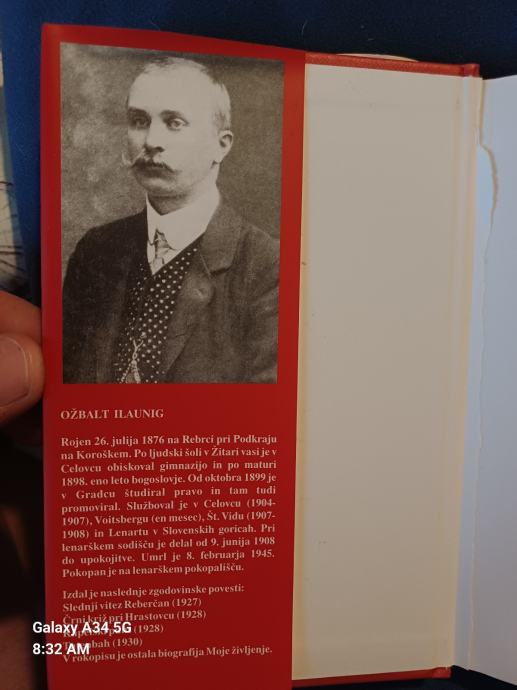 OŽBALT ILAUNIG
Rojen 26. julija 1876 na Rebrci pri Podkraju
na Koroškem. Po ljudski šoli v Žitari vasi je v
Celovcu obiskoval gimnazijo in po maturi
1898. eno leto bogoslovje. Od oktobra 1899 je
v Gradcu študiral pravo in tam tudi
promoviral. Služboval je v Celovcu (1904-
1907), Voitsbergu (en mesec), Št. Vidu (1907-
1908) in Lenartu v Slovenskih goricah. Pri
lenarškem sodišču je delal od 9. junija 1908
do upokojitve. Umrl je 8. februarja 1945.
Pokopan je na lenarškem pokopališču.
Izdal je naslednje zgodovinske povesti:
Slednji vitez Reberčan (1927)
Črni križ pri Hrastovcu (1928)
Galaxy A34 5G
(1928)
8:32 AM
(1930)
V rokopisu je ostala biografija Moje življenje.